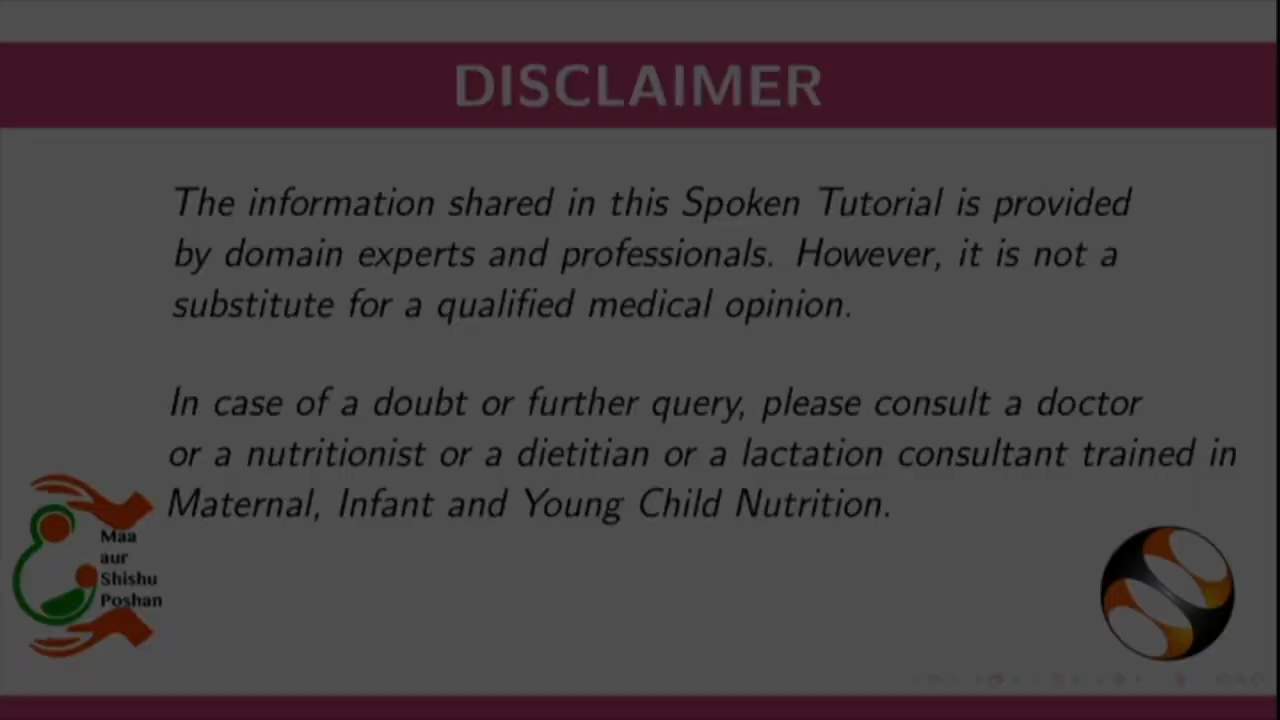 DISCLAIMER
The information shared in this Spoken Tutorial is provided
by domain experts and professionals. However, it is not a
substitute for a qualified medical opinion.
In case of a doubt or further query, please consult a doctor
or a nutritionist or a dietitian or a lactation consultant trained in
Maternal, Infant and Young Child Nutrition.
Maa
aur
Shishu
Poshan